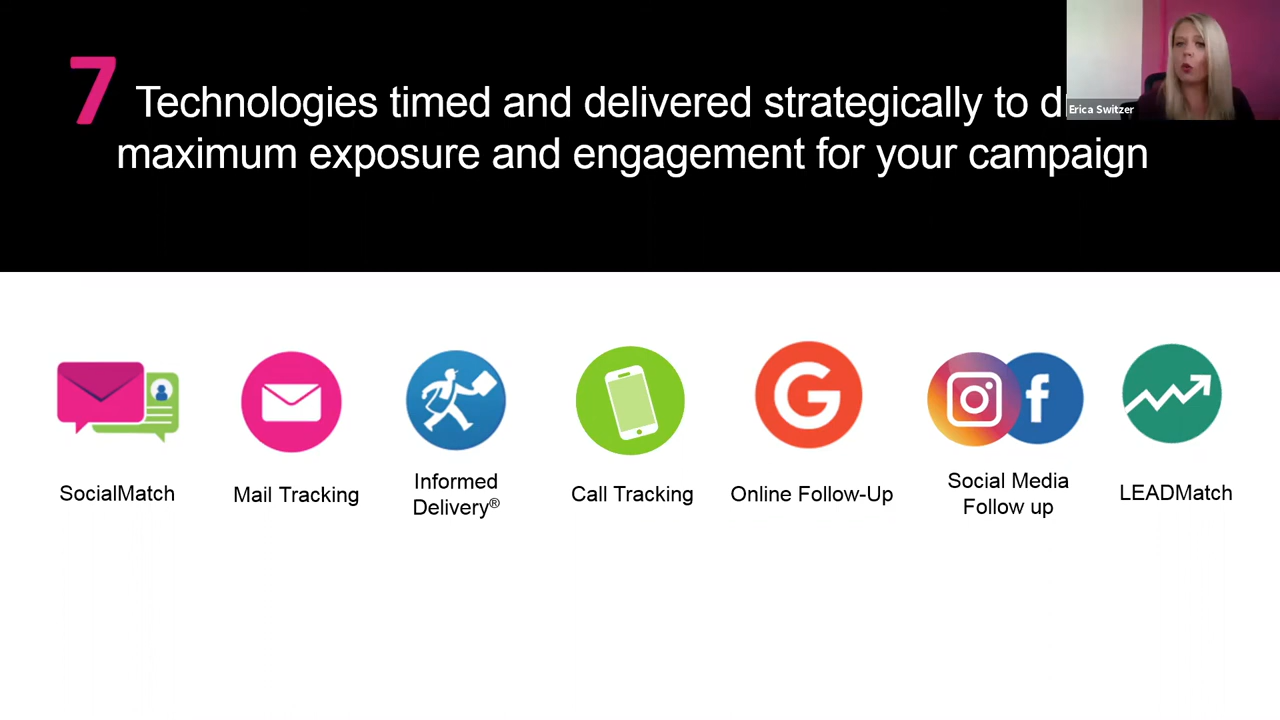 7 Technologies timed and delivered strategically to
maximum exposure and engagement for your campaign
Erica Switzer
SocialMatch
Mail Tracking
Informed
Delivery®
Call Tracking
Online Follow-Up
Social Media
Follow up
LEADMatch